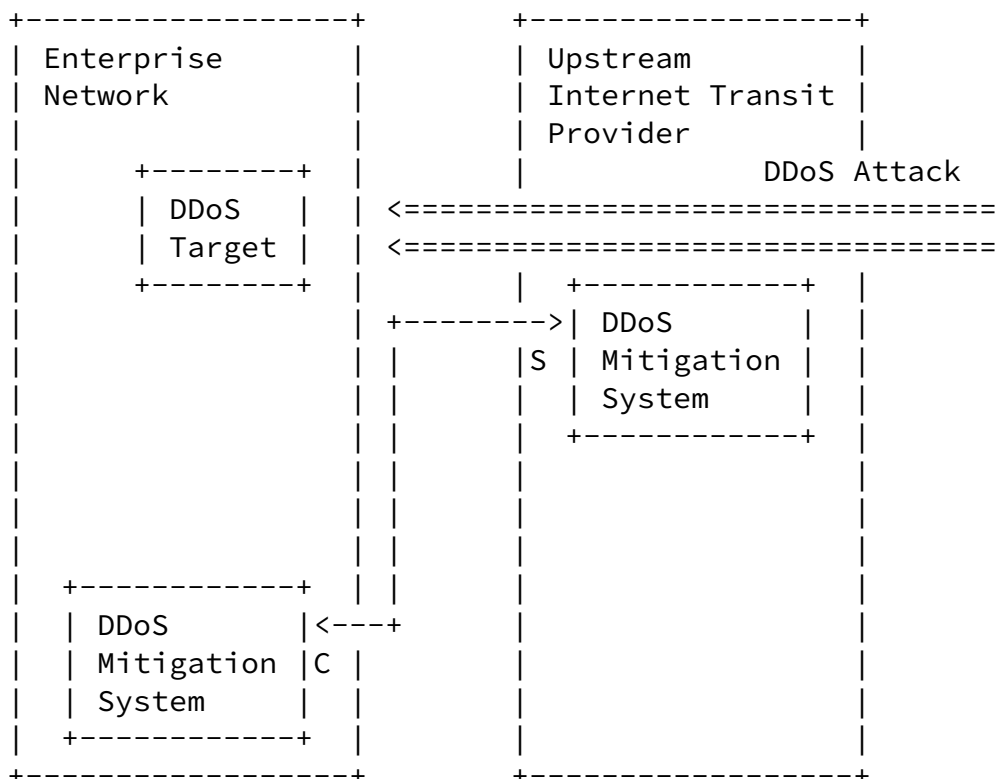 Enterprise
Network
Upstream
Internet Transit
Provider
DDoS Attack
DDoS
Target
DDoS
Mitigation
System
S
DDoS
Mitigation
System
C